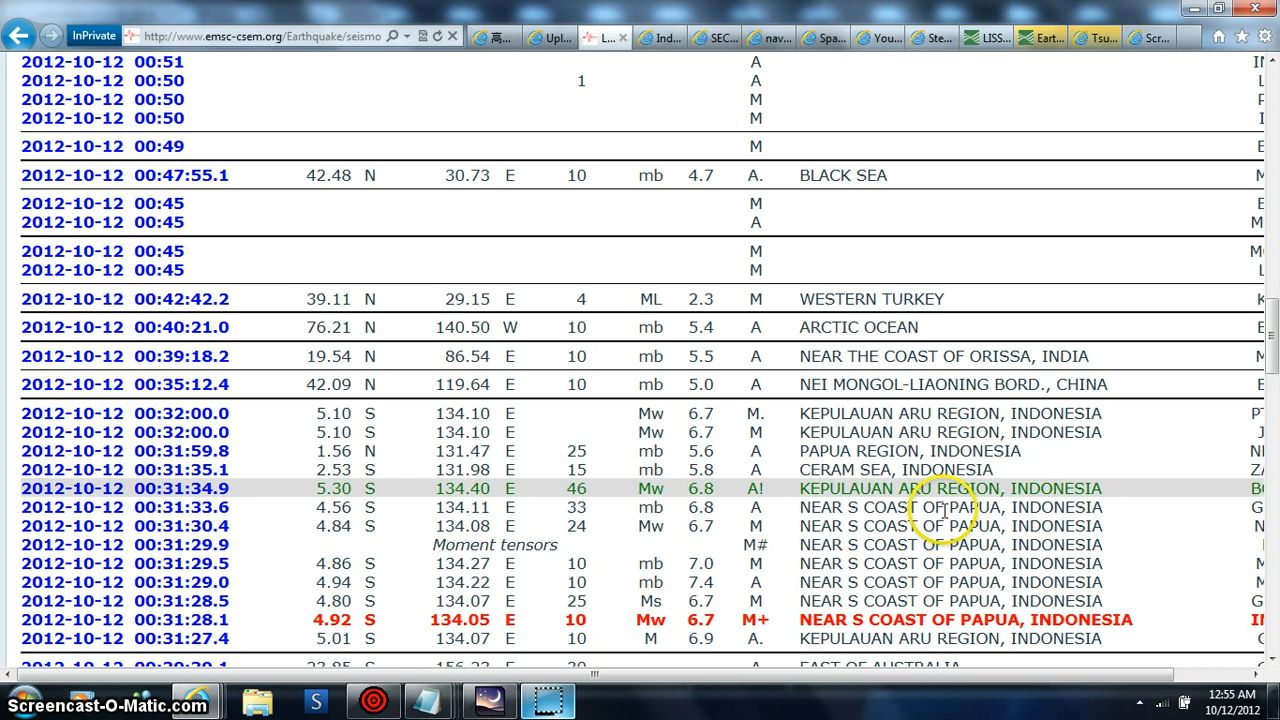 InPrivate http://www.emsc-csem.org/Earthquake/seismo 高... Upl... L... Ind... SEC... nav... Spa... You... Ste... LISS... Eart... Tsu... Scr...
2012-10-12 00:51 A
2012-10-12 00:50 1 A
2012-10-12 00:50 M
2012-10-12 00:50 M
2012-10-12 00:49 M
2012-10-12 00:47:55.1 42.48 N 30.73 E 10 mb 4.7 A. BLACK SEA
2012-10-12 00:45 M
2012-10-12 00:45 A
2012-10-12 00:45 M
2012-10-12 00:45 M
2012-10-12 00:42:42.2 39.11 N 29.15 E 4 ML 2.3 M WESTERN TURKEY
2012-10-12 00:40:21.0 76.21 N 140.50 W 10 mb 5.4 A ARCTIC OCEAN
2012-10-12 00:39:18.2 19.54 N 86.54 E 10 mb 5.5 A NEAR THE COAST OF ORISSA, INDIA
2012-10-12 00:35:12.4 42.09 N 119.64 E 10 mb 5.0 A NEI MONGOL-LIAONING BORD., CHINA
2012-10-12 00:32:00.0 5.10 S 134.10 E Mw 6.7 M. KEPULAUAN ARU REGION, INDONESIA
2012-10-12 00:32:00.0 5.10 S 134.10 E Mw 6.7 M KEPULAUAN ARU REGION, INDONESIA
2012-10-12 00:31:59.8 1.56 N 131.47 E 25 mb 5.6 A PAPUA REGION, INDONESIA
2012-10-12 00:31:35.1 2.53 S 131.98 E 15 mb 5.8 A CERAM SEA, INDONESIA
2012-10-12 00:31:34.9 5.30 S 134.40 E 46 Mw 6.8 A! KEPULAUAN ARU REGION, INDONESIA
2012-10-12 00:31:33.6 4.56 S 134.11 E 33 mb 6.8 A NEAR S COAST OF PAPUA, INDONESIA
2012-10-12 00:31:30.4 4.84 S 134.08 E 24 Mw 6.7 M NEAR S COAST OF PAPUA, INDONESIA
2012-10-12 00:31:29.9 Moment tensors M# NEAR S COAST OF PAPUA, INDONESIA
2012-10-12 00:31:29.5 4.86 S 134.27 E 10 mb 7.0 M NEAR S COAST OF PAPUA, INDONESIA
2012-10-12 00:31:29.0 4.94 S 134.22 E 10 mb 7.4 A NEAR S COAST OF PAPUA, INDONESIA
2012-10-12 00:31:28.5 4.80 S 134.07 E 25 Ms 6.7 M NEAR S COAST OF PAPUA, INDONESIA
2012-10-12 00:31:28.1 4.92 S 134.05 E 10 Mw 6.7 M+ NEAR S COAST OF PAPUA, INDONESIA
2012-10-12 00:31:27.4 5.01 S 134.07 E 10 M 6.9 A. KEPULAUAN ARU REGION, INDONESIA
12:55 AM
Screencast-O-Matic.com 10/12/2012